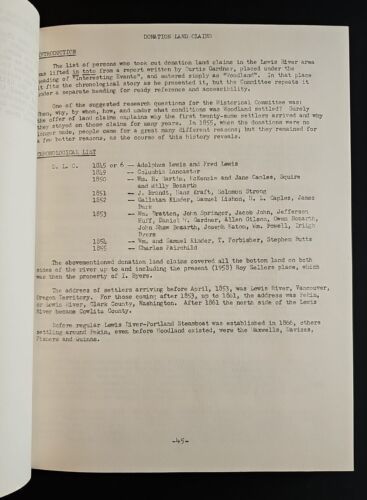 DONATION LAND CLAIMS
INTRODUCTION
The list of persons who took out donation land claims in the Lewis River area
was lifted in toto from a report written by Curtis Gardner, placed under the
heading of "Interesting Events", and entered simply as "Woodland". In that place
it fits the chronological story as he presented it, but the Committee repeats it
under a separate heading for ready reference and accessibility.
One of the suggested research questions for the Historical Committee was:
When, why, by whom, how, and under what conditions was Woodland settled? Surely
the offer of land claims explains why the first twenty-nine settlers arrived and why
they stayed on those claims for many years. In 1855, when the donations were no
longer made, people came for a great many different reasons; but they remained for
a few better reasons, as the course of this history reveals.
CHRONOLOGICAL LIST
D. L. C. 1845 or 6 - Adolphus Lewis and Fred Lewis
1849 - Columbia Lancaster
1850 - Wm. H. Martin, McKenzie and Jane Caples, Squire
and Milly Bozarth
1851 - J. Brandt, Hans Kraft, Solomon Strong
1852 - Gallatan Kinder, Samuel Lishon, H. L. Caples, James
Burk
1853 - Wm. Bratton, John Springer, Jacob John, Jefferson
Huff, Daniel W. Gardner, Allen Gilson, Owen Bozarth,
John Shaw Bozarth, Joseph Eaton, Wm. Powell,
Byers
1854 - Wm. and Samuel Kinder, T. Forbisher, Stephen Butts
1855 - Charles Fairchild
The abovementioned donation land claims covered all the bottom land on both
sides of the river up to and including the present (1958) Roy Sellers place, which
was then the property of I. Byers.
The address of settlers arriving before April, 1853, was Lewis River, Vancouver,
Oregon Territory. For those coming after 1853, up to 1861, the address was Pekin,
or Lewis River, Clark County, Washington. After 1861 the north side of the Lewis
River became Cowlitz County.
Before regular Lewis River-Portland Steamboat was established in 1866, others
settling around Pekin, even before Woodland existed, were the Maxwells, Davises,
Fishers and Quinns.
-45-